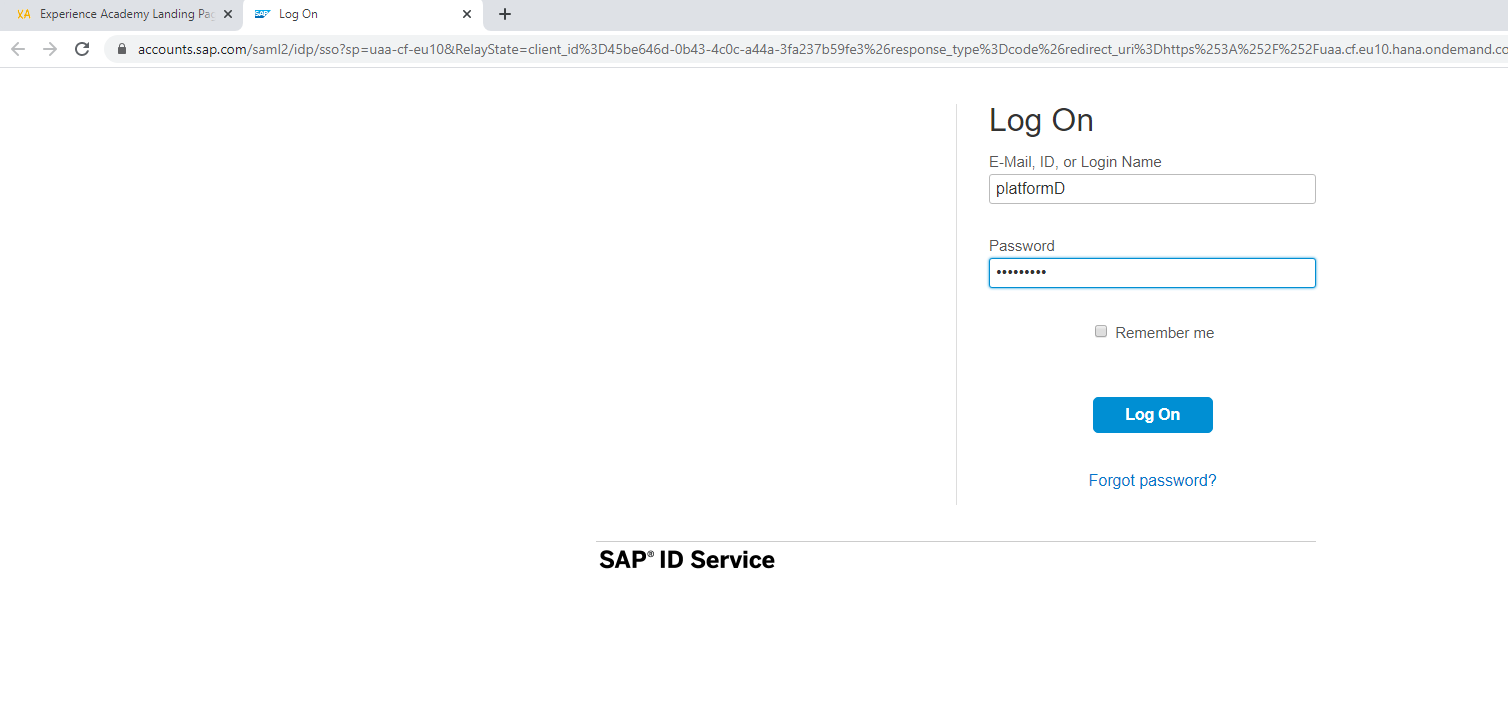 XA Experience Academy Landing Pag
SAP Log On
accounts.sap.com/saml2/idp/sso?sp=uaa-cf-eu10&RelayState=client_id%3D45be646d-0b43-4c0c-a44a-3fa237b59fe3%26response_type%3Dcode%26redirect_uri%3Dhttps%253A%252F%252Fuaa.cf.eu10.hana.ondemand.co
Log On
E-Mail, ID, or Login Name
platformD
Password
•••••••••
Remember me
Log On
Forgot password?
SAP® ID Service